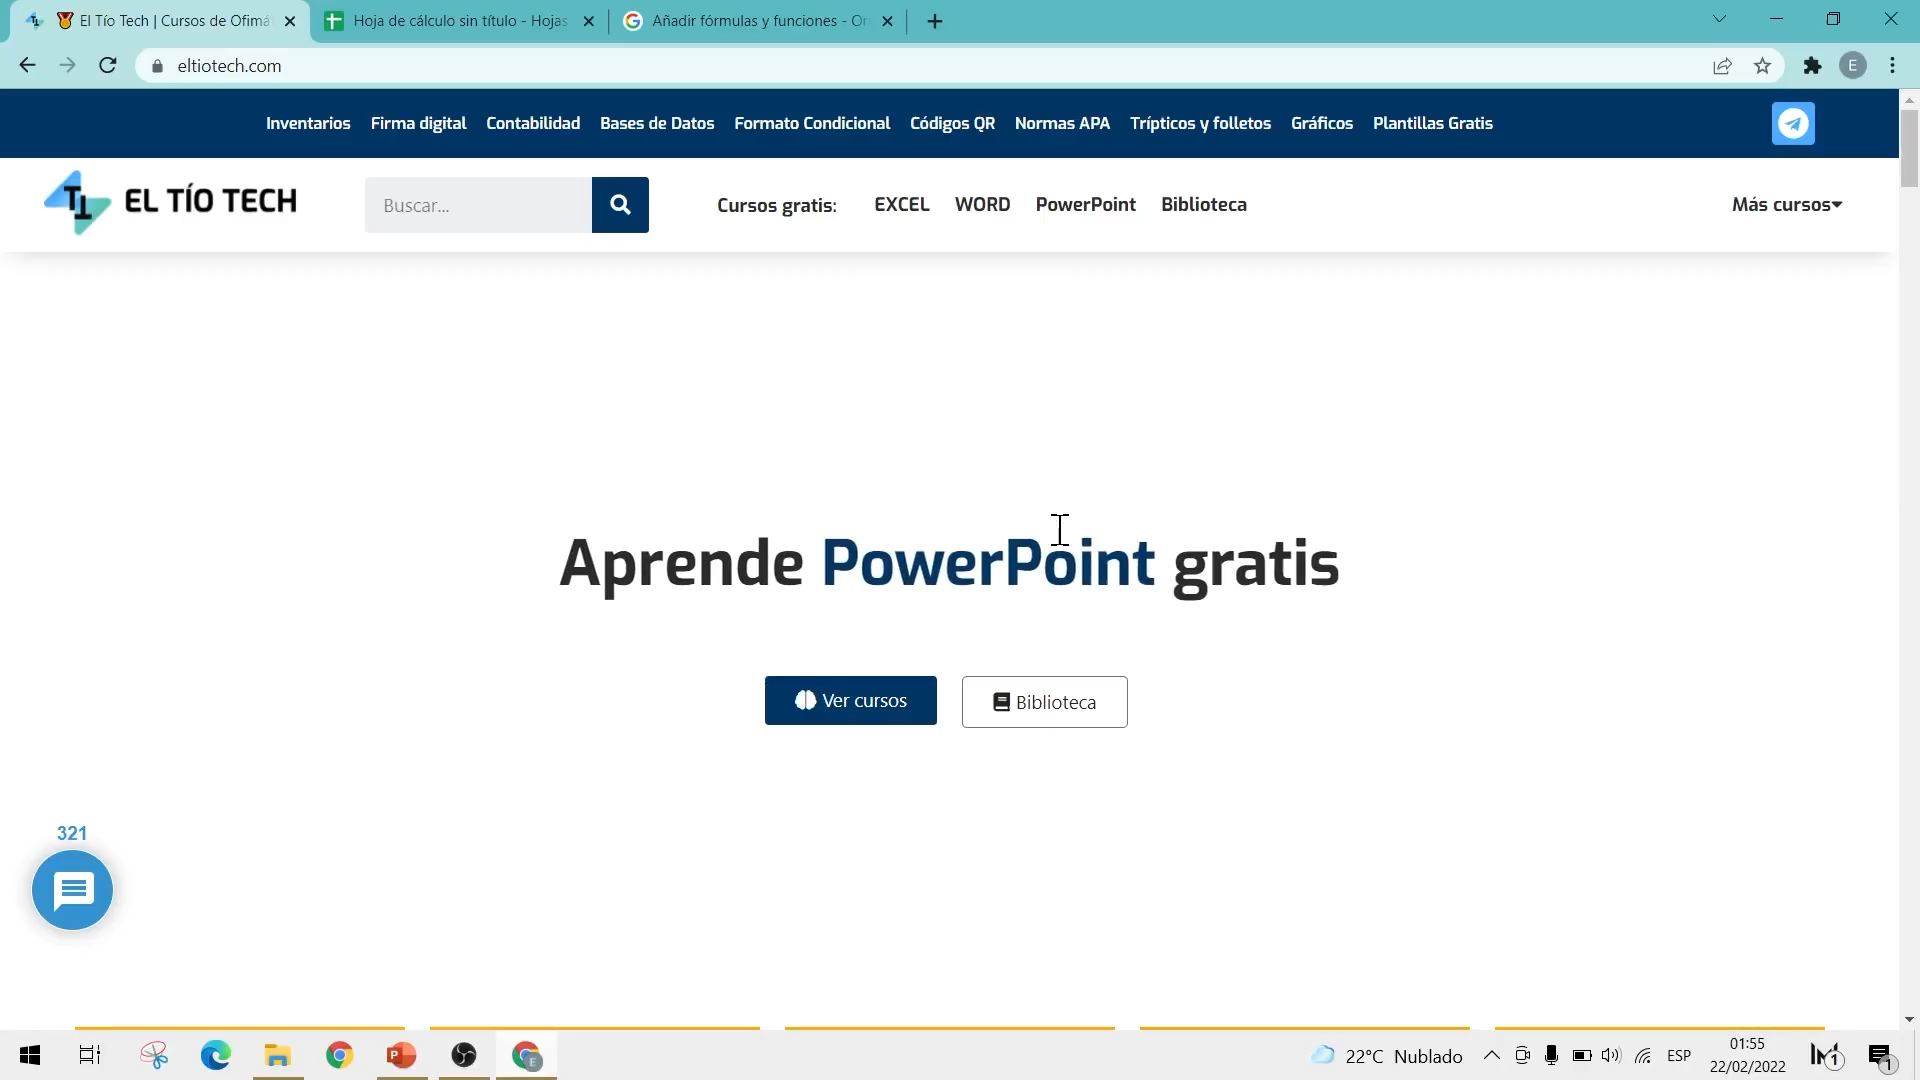 El Tío Tech | Cursos de Ofimá
Hoja de cálculo sin título - Hojas
Añadir fórmulas y funciones - Or
eltiotech.com
E
Inventarios Firma digital Contabilidad Bases de Datos Formato Condicional Códigos QR Normas APA Trípticos y folletos Gráficos Plantillas Gratis
EL TÍO TECH
Buscar...
Cursos gratis: EXCEL WORD PowerPoint Biblioteca
Más cursos
Aprende PowerPoint gratis
Ver cursos
Biblioteca
321
22°C Nublado
ESP
01:55
22/02/2022
1
1